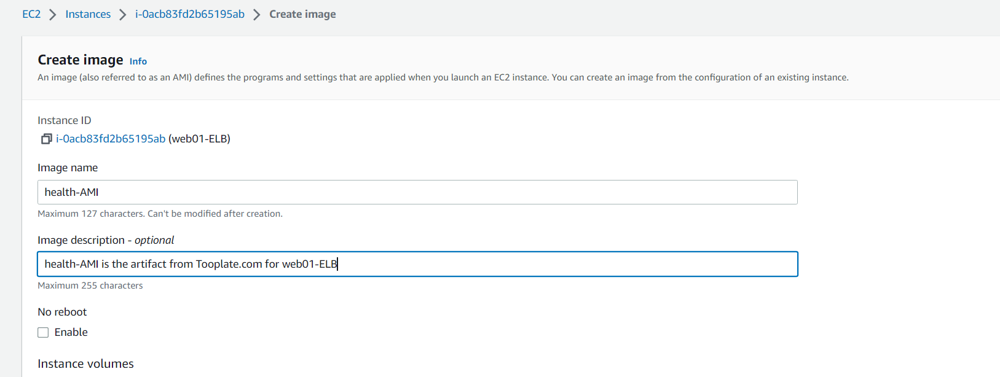 EC2 > Instances > i-0acb83fd2b65195ab > Create image
Create image Info
An image (also referred to as an AMI) defines the programs and settings that are applied when you launch an EC2 instance. You can create an image from the configuration of an existing instance.
Instance ID
i-0acb83fd2b65195ab (web01-ELB)
Image name
health-AMI
Maximum 127 characters. Can't be modified after creation.
Image description - optional
health-AMI is the artifact from Tooplate.com for web01-ELB
Maximum 255 characters
No reboot
Enable
Instance volumes